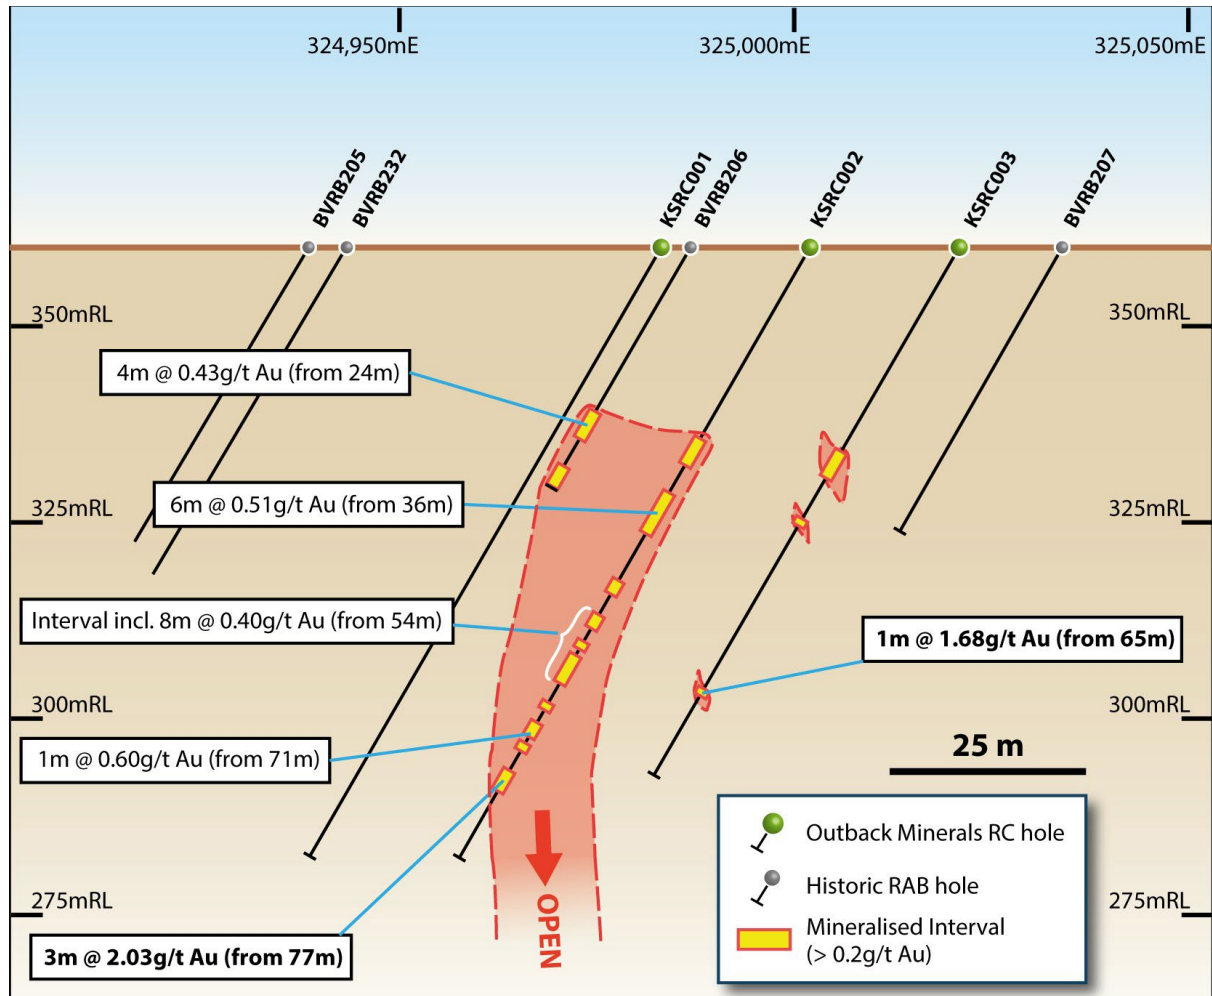 324,950mE
325,000mE
325,050mE
BVRB205
BVRB232
KSRC001
BVRB206
KSRC002
KSRC003
BVRB207
350mRL
350mRL
4m @ 0.43g/t Au (from 24m)
6m @ 0.51g/t Au (from 36m)
325mRL
325mRL
Interval incl. 8m @ 0.40g/t Au (from 54m)
1m @ 1.68g/t Au (from 65m)
300mRL
300mRL
1m @ 0.60g/t Au (from 71m)
25 m
Outback Minerals RC hole
Historic RAB hole
Mineralised Interval
(> 0.2g/t Au)
275mRL
275mRL
OPEN
3m @ 2.03g/t Au (from 77m)